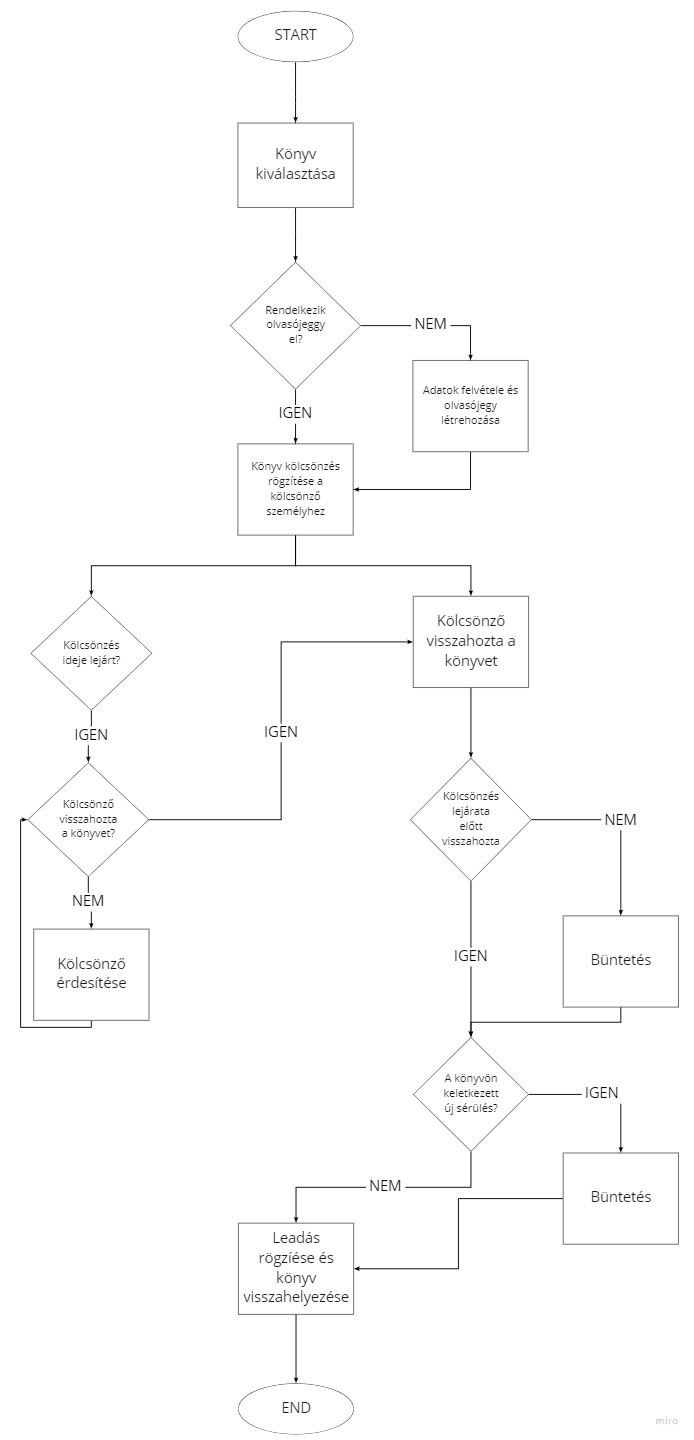 START
Könyv
kiválasztása
Rendelkezik
olvasójeggy
el?
NEM
Adatok felvétele és
olvasójegy
létrehozása
IGEN
Könyv kölcsönzés
rögzítése a
kölcsönző
személyhez
Kölcsönzés
ideje lejárt?
Kölcsönző
visszahozta a
könyvet
IGEN
IGEN
Kölcsönző
visszahozta
a könyvet?
Kölcsönzés
lejárata
előtt
visszahozta
NEM
NEM
Kölcsönző
érdesítése
IGEN
Büntetés
A könyvön
keletkezett
új sérülés?
IGEN
NEM
Büntetés
Leadás
rögzíése és
könyv
visszahelyezése
END
miro